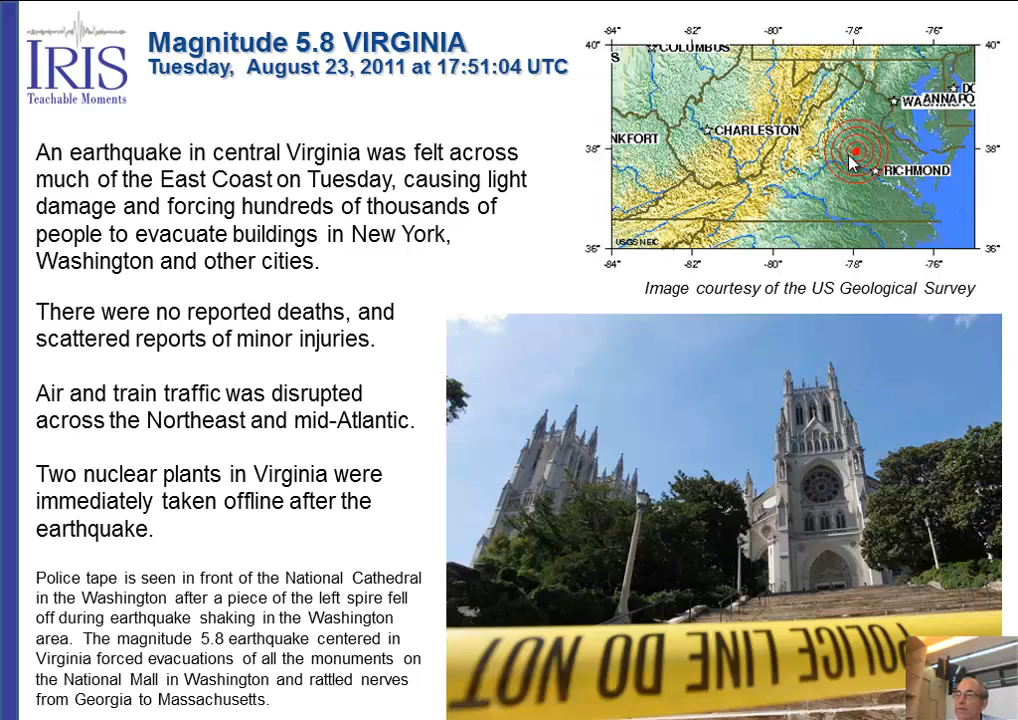 IRIS
Teachable Moments
Magnitude 5.8 VIRGINIA
Tuesday, August 23, 2011 at 17:51:04 UTC
An earthquake in central Virginia was felt across
much of the East Coast on Tuesday, causing light
damage and forcing hundreds of thousands of
people to evacuate buildings in New York,
Washington and other cities.
There were no reported deaths, and
scattered reports of minor injuries.
Air and train traffic was disrupted
across the Northeast and mid-Atlantic.
Two nuclear plants in Virginia were
immediately taken offline after the
earthquake.
Police tape is seen in front of the National Cathedral
in the Washington after a piece of the left spire fell
off during earthquake shaking in the Washington
area. The magnitude 5.8 earthquake centered in
Virginia forced evacuations of all the monuments on
the National Mall in Washington and rattled nerves
from Georgia to Massachusetts.
-84° -82° -80° -78° -76°
40° 40°
COLUMBUS
S
DO
WA ANNAPO
NKFORT CHARLESTON
38° 38°
RICHMOND
USGS NEIC
36° 36°
-84° -82° -80° -78° -76°
Image courtesy of the US Geological Survey
POLICE LINE DO NOT